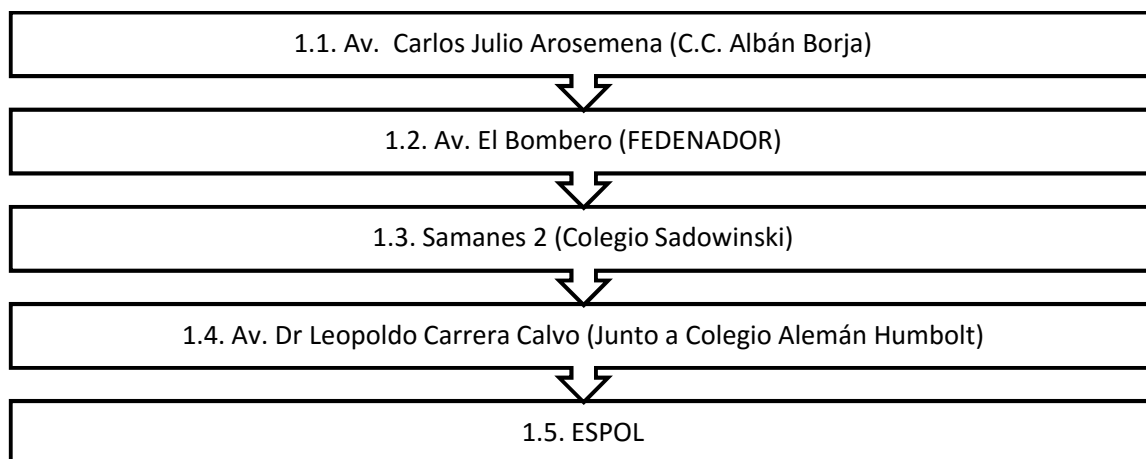 1.1. Av.  Carlos Julio Arosemena (C.C. Albán Borja)
1.2. Av. El Bombero (FEDENADOR)
1.3. Samanes 2 (Colegio Sadowinski)
1.4. Av. Dr Leopoldo Carrera Calvo (Junto a Colegio Alemán Humbolt)
1.5. ESPOL